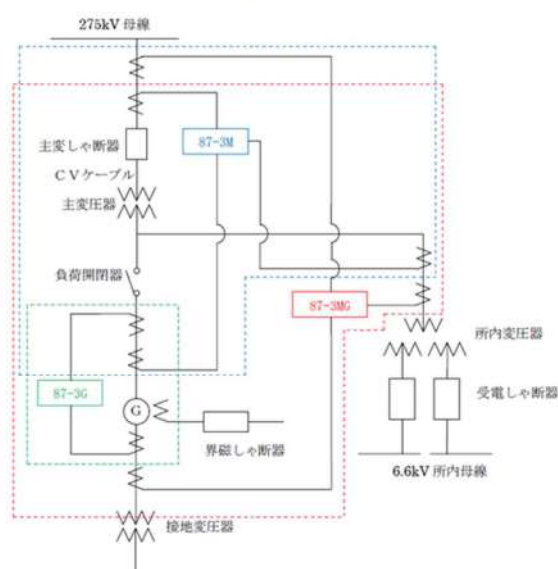 275kV 母線
主変しゃ断器
87-3M
CVケーブル
主変圧器
負荷開閉器
87-3MG
所内変圧器
87-3G
G
受電しゃ断器
界磁しゃ断器
6.6kV 所内母線
接地変圧器